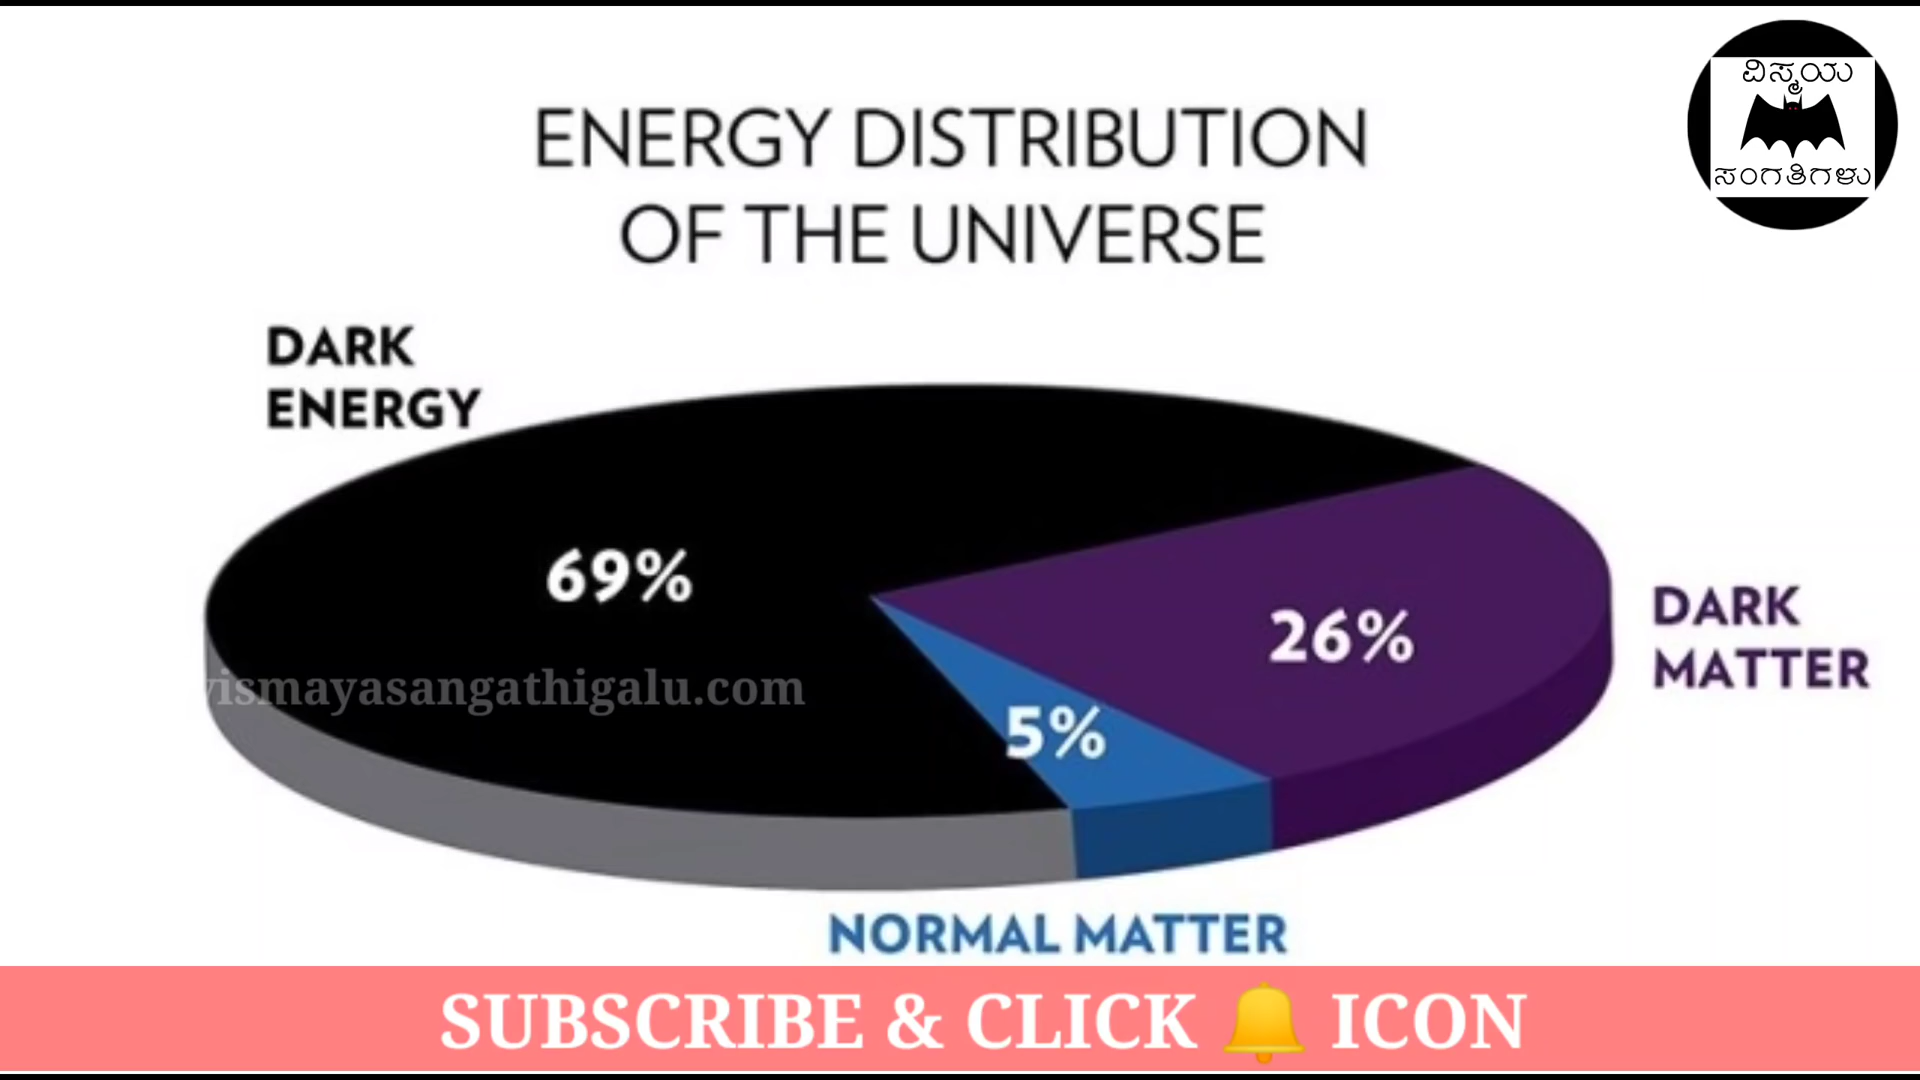 ವಿಸ್ಮಯ
ಸಂಗತಿಗಳು
ENERGY DISTRIBUTION
OF THE UNIVERSE
DARK
ENERGY
69%
26%
DARK
MATTER
vismayasangathigalu.com
5%
NORMAL MATTER
SUBSCRIBE & CLICK 🔔 ICON